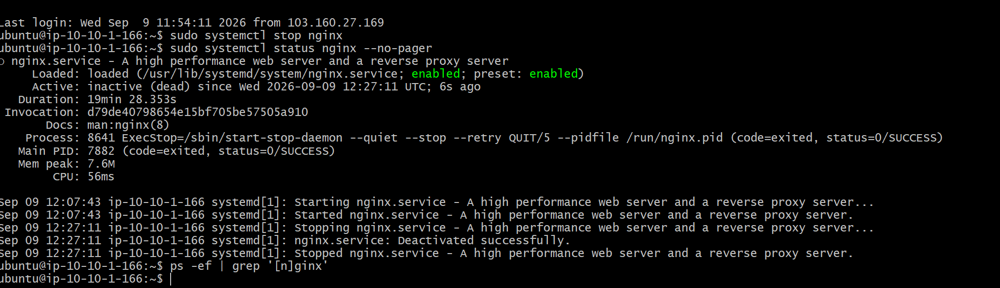 Last login: Wed Sep  9 11:54:11 2026 from 103.160.27.169
ubuntu@ip-10-10-1-166:~$ sudo systemctl stop nginx
ubuntu@ip-10-10-1-166:~$ sudo systemctl status nginx --no-pager
○ nginx.service - A high performance web server and a reverse proxy server
     Loaded: loaded (/usr/lib/systemd/system/nginx.service; enabled; preset: enabled)
     Active: inactive (dead) since Wed 2026-09-09 12:27:11 UTC; 6s ago
   Duration: 19min 28.353s
 Invocation: d79de40798654e15bf705be57505a910
       Docs: man:nginx(8)
    Process: 8641 ExecStop=/sbin/start-stop-daemon --quiet --stop --retry QUIT/5 --pidfile /run/nginx.pid (code=exited, status=0/SUCCESS)
   Main PID: 7882 (code=exited, status=0/SUCCESS)
   Mem peak: 7.6M
        CPU: 56ms

Sep 09 12:07:43 ip-10-10-1-166 systemd[1]: Starting nginx.service - A high performance web server and a reverse proxy server...
Sep 09 12:07:43 ip-10-10-1-166 systemd[1]: Started nginx.service - A high performance web server and a reverse proxy server.
Sep 09 12:27:11 ip-10-10-1-166 systemd[1]: Stopping nginx.service - A high performance web server and a reverse proxy server...
Sep 09 12:27:11 ip-10-10-1-166 systemd[1]: nginx.service: Deactivated successfully.
Sep 09 12:27:11 ip-10-10-1-166 systemd[1]: Stopped nginx.service - A high performance web server and a reverse proxy server.
ubuntu@ip-10-10-1-166:~$ ps -ef | grep '[n]ginx'
ubuntu@ip-10-10-1-166:~$